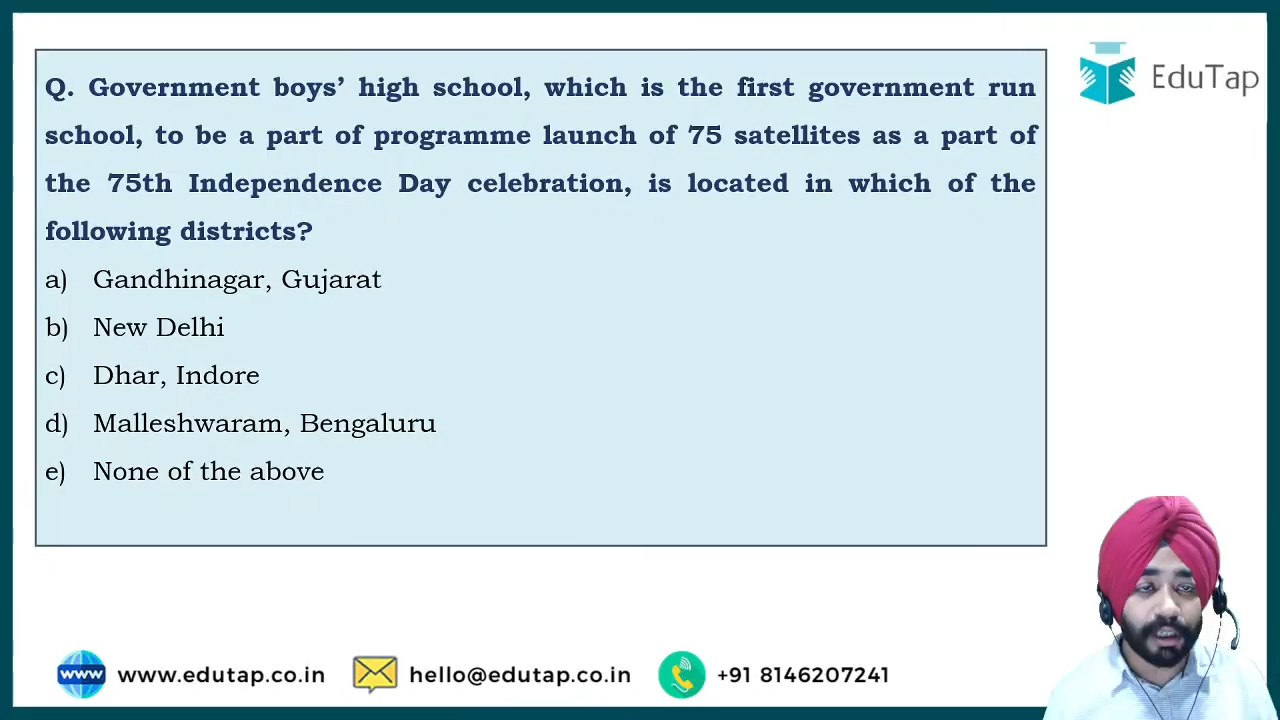 Q. Government boys’ high school, which is the first government run
school, to be a part of programme launch of 75 satellites as a part of
the 75th Independence Day celebration, is located in which of the
following districts?
a) Gandhinagar, Gujarat
b) New Delhi
c) Dhar, Indore
d) Malleshwaram, Bengaluru
e) None of the above
EduTap
www www.edutap.co.in hello@edutap.co.in +91 8146207241